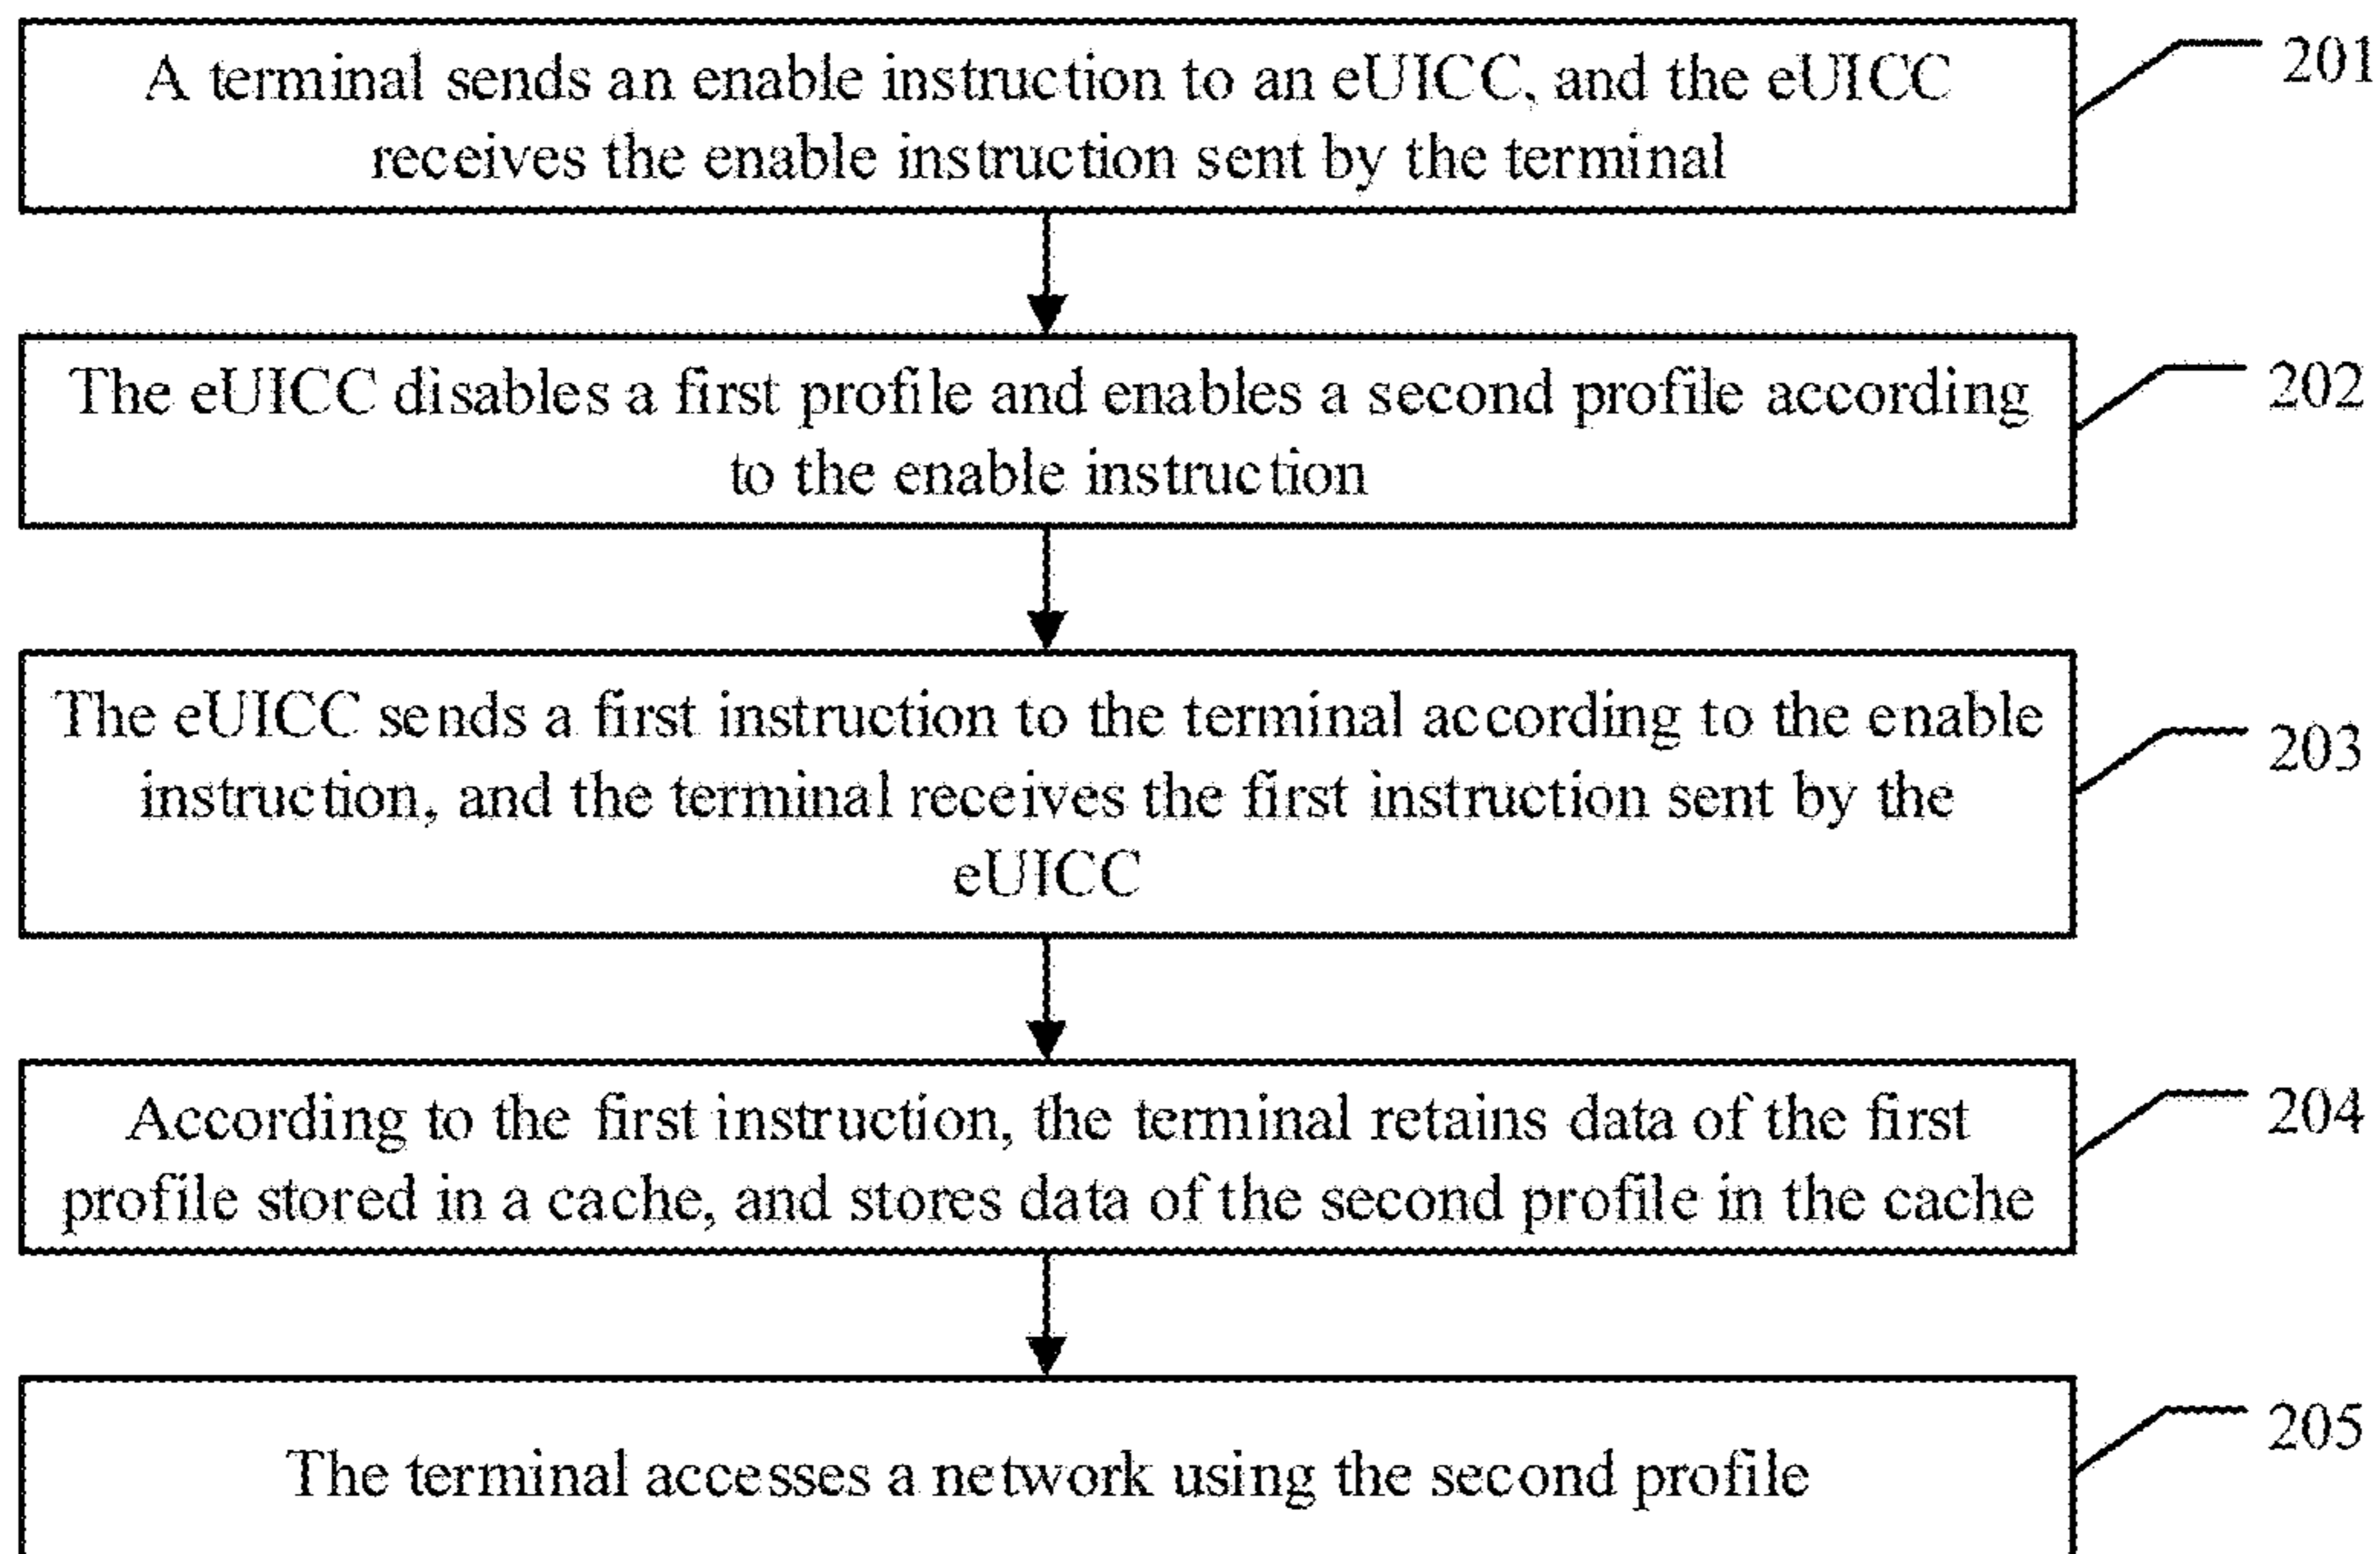 A terminal sends an enable instruction to an eUICC, and the eUICC
receives the enable instruction sent by the terminal
201
The eUICC disables a first profile and enables a second profile according
to the enable instruction
202
The eUICC sends a first instruction to the terminal according to the enable
instruction, and the terminal receives the first instruction sent by the
eUICC
203
According to the first instruction, the terminal retains data of the first
profile stored in a cache, and stores data of the second profile in the cache
204
The terminal accesses a network using the second profile
205